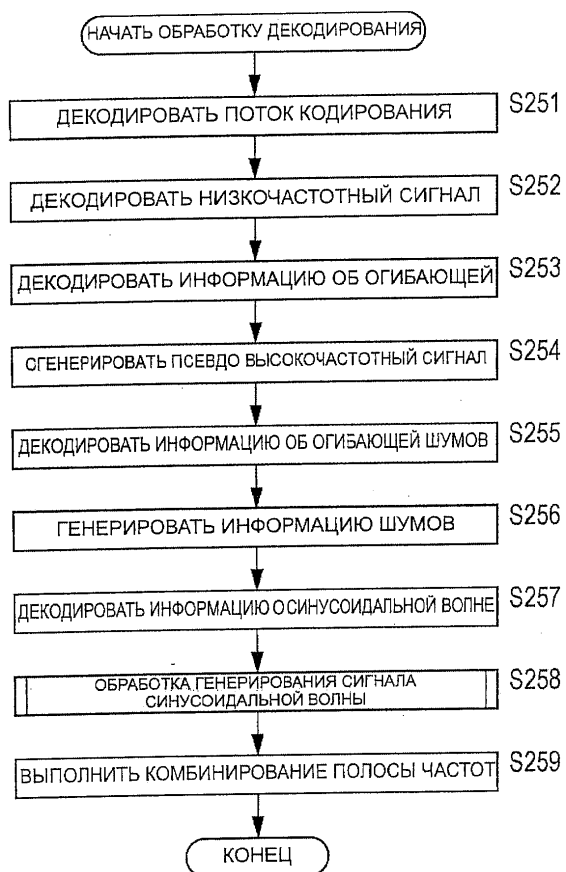 НАЧАТЬ ОБРАБОТКУ ДЕКОДИРОВАНИЯ
ДЕКОДИРОВАТЬ ПОТОК КОДИРОВАНИЯ S251
ДЕКОДИРОВАТЬ НИЗКОЧАСТОТНЫЙ СИГНАЛ S252
ДЕКОДИРОВАТЬ ИНФОРМАЦИЮ ОБ ОГИБАЮЩЕЙ S253
СГЕНЕРИРОВАТЬ ПСЕВДО ВЫСОКОЧАСТОТНЫЙ СИГНАЛ S254
ДЕКОДИРОВАТЬ ИНФОРМАЦИЮ ОБ ОГИБАЮЩЕЙ ШУМОВ S255
ГЕНЕРИРОВАТЬ ИНФОРМАЦИЮ ШУМОВ S256
ДЕКОДИРОВАТЬ ИНФОРМАЦИЮ О СИНУСОИДАЛЬНОЙ ВОЛНЕ S257
ОБРАБОТКА ГЕНЕРИРОВАНИЯ СИГНАЛА S258
СИНУСОИДАЛЬНОЙ ВОЛНЫ
ВЫПОЛНИТЬ КОМБИНИРОВАНИЕ ПОЛОСЫ ЧАСТОТ S259
КОНЕЦ